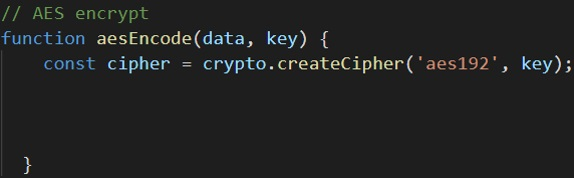 // AES encrypt
function aesEncode(data, key) {
    const cipher = crypto.createCipher('aes192', key);
  }